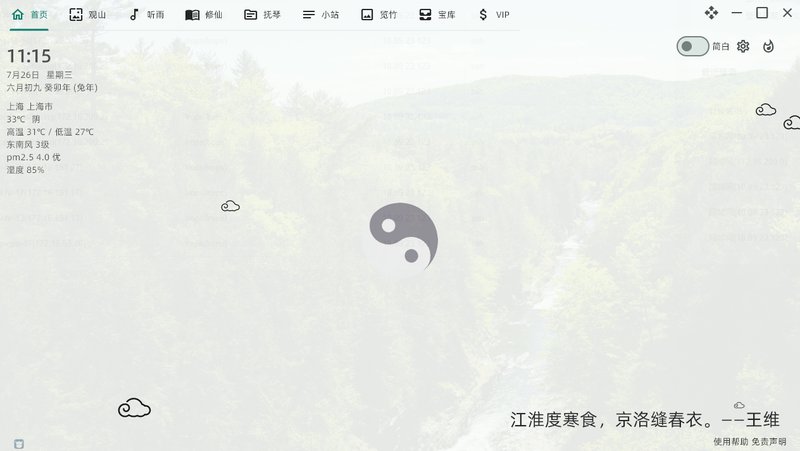 首页 观山 听雨 修仙 抚琴 小站 览竹 宝库 VIP
简白
11:15
7月26日 星期三
六月初九 癸卯年 (兔年)
上海 上海市
33℃ 阴
高温 31℃ / 低温 27℃
东南风 3级
pm2.5 4.0 优
湿度 85%
江淮度寒食，京洛缝春衣。——王维
使用帮助 免责声明